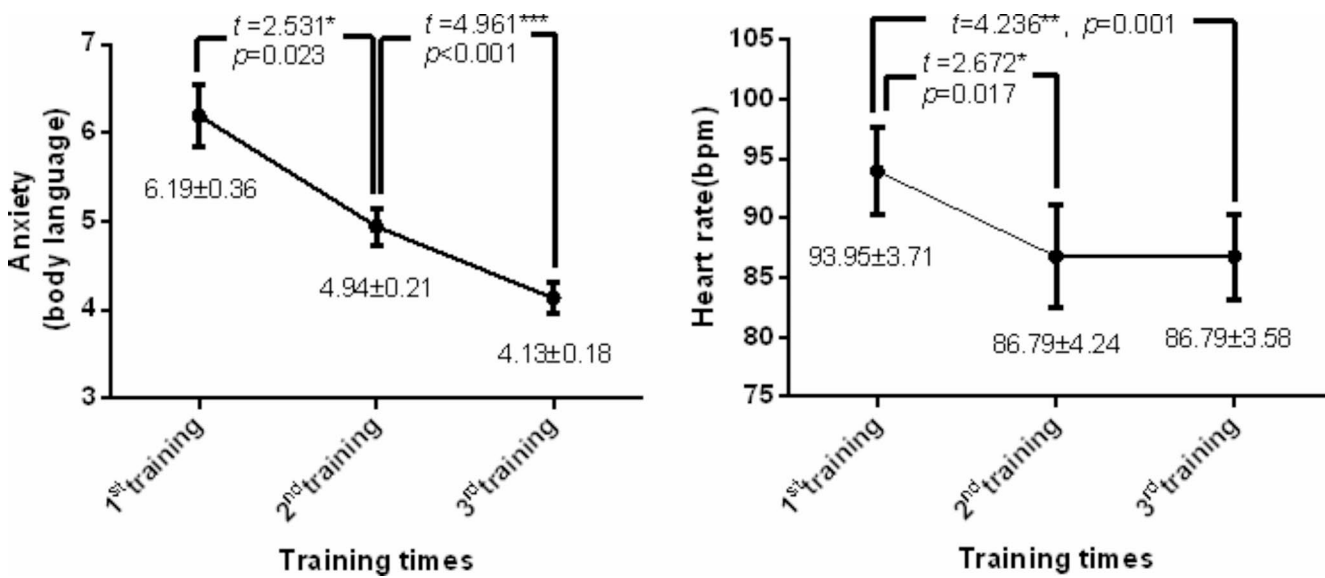 t=2.531*
p=0.023
t=4.961***
p<0.001
7
6
5
4
3
Anxiety
(body language)
6.19±0.36
4.94±0.21
4.13±0.18
1st training
2nd training
3rd training
Training times
t=4.236**, p=0.001
t=2.672*
p=0.017
105
100
95
90
85
80
75
Heart rate(bpm)
93.95±3.71
86.79±4.24
86.79±3.58
1st training
2nd training
3rd training
Training times